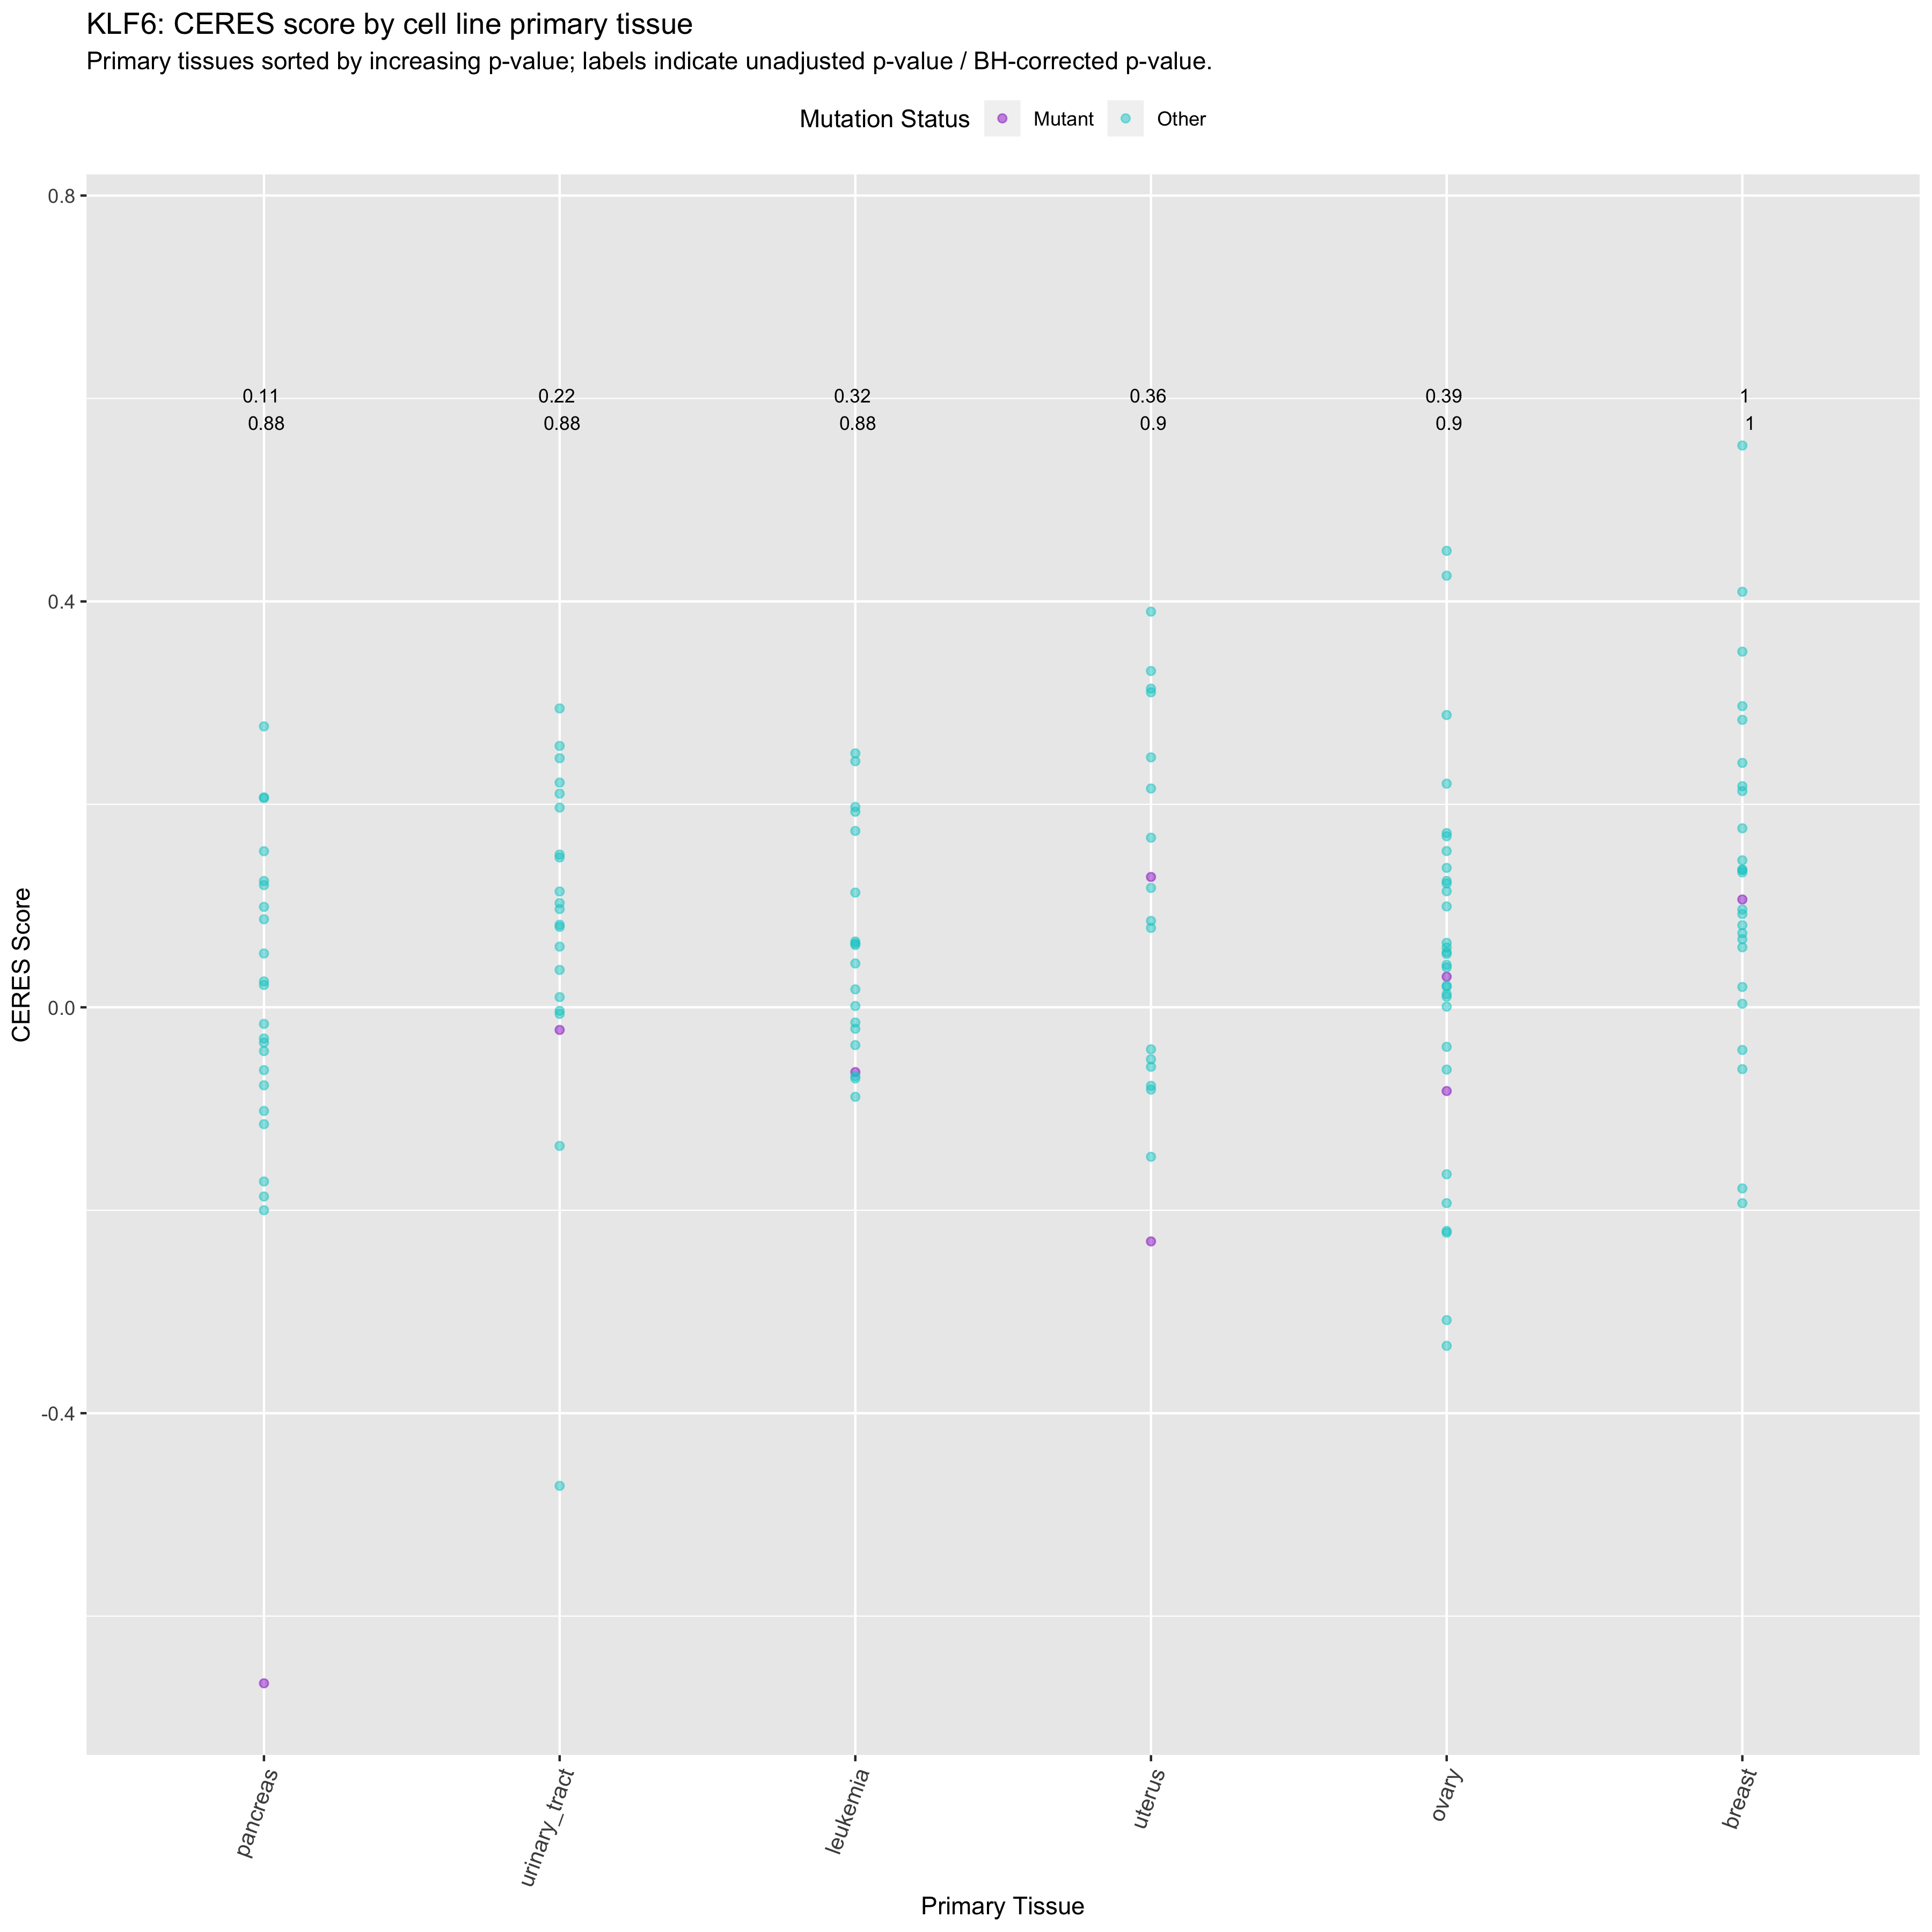 KLF6: CERES score by cell line primary tissue
Primary tissues sorted by increasing p-value; labels indicate unadjusted p-value / BH-corrected p-value.
Mutation Status Mutant Other
0.8
0.11 0.22 0.32 0.36 0.39 1
0.88 0.88 0.88 0.9 0.9 1
0.4
CERES Score
0.0
-0.4
pancreas urinary_tract leukemia uterus ovary breast
Primary Tissue